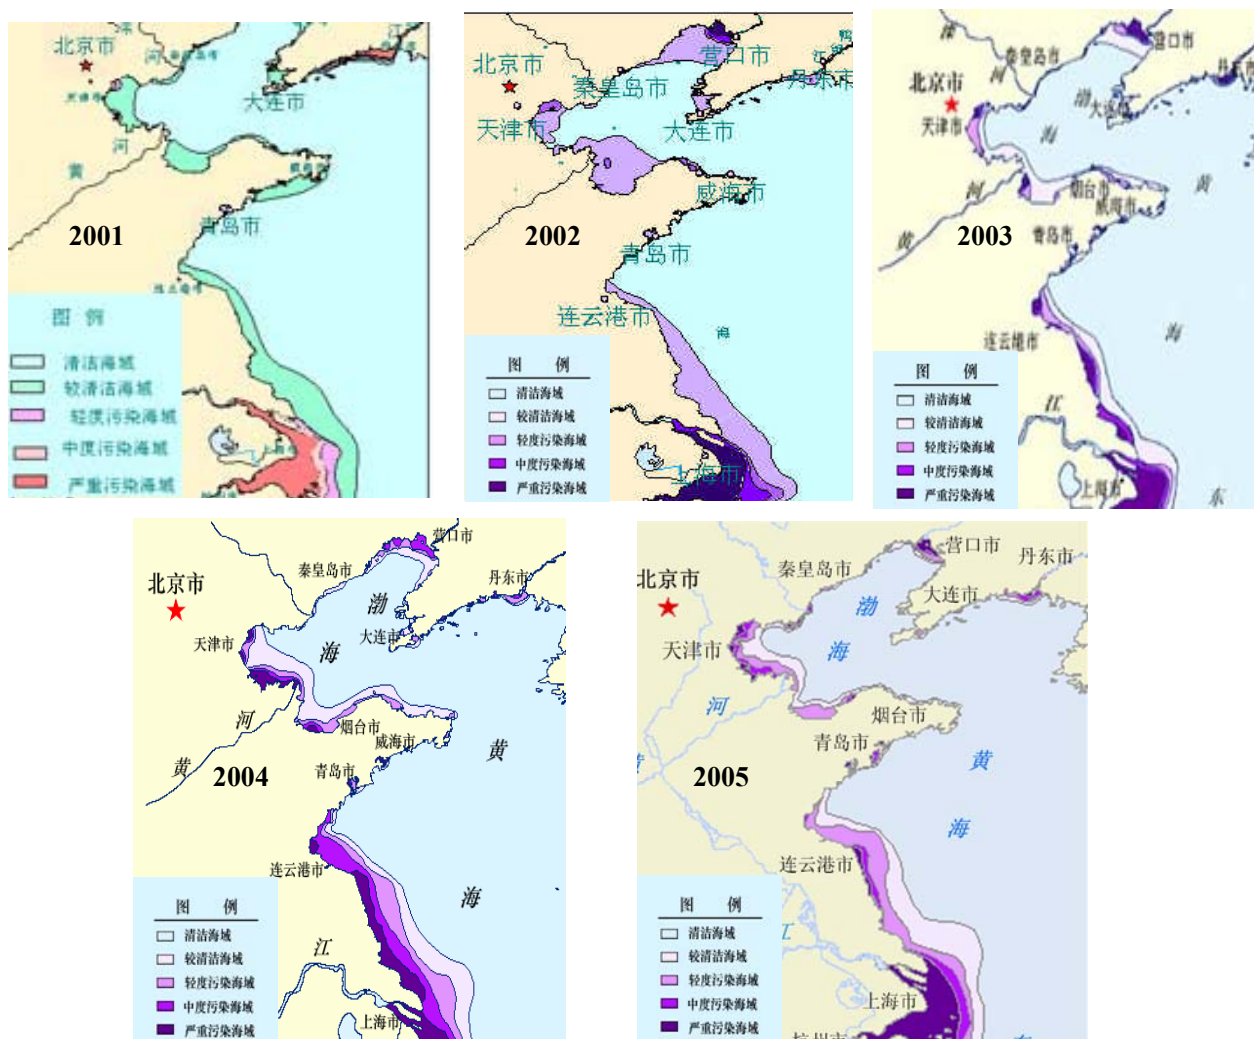 北京市
河
大连市
河
黄
青岛市
2001
图 例
清洁海域
较清洁海域
轻度污染海域
中度污染海域
严重污染海域
北京市
营口市
丹东市
秦皇岛市
天津市
大连市
威海市
2002
青岛市
连云港市
海
图 例
清洁海域
较清洁海域
轻度污染海域
中度污染海域
严重污染海域
上海市
滦
河
秦皇岛市
营口市
丹东市
北京市
渤
大连市
天津市
海
河
烟台市
黄
威海市
黄
2003
青岛市
海
连云港市
图 例
江
清洁海域
较清洁海域
轻度污染海域
中度污染海域
严重污染海域
上海市
东
营口市
秦皇岛市
丹东市
北京市
渤
大连市
天津市
海
河
烟台市
威海市
黄
黄
2004
青岛市
连云港市
海
图 例
江
清洁海域
较清洁海域
轻度污染海域
中度污染海域
严重污染海域
上海市
营口市
丹东市
秦皇岛市
北京市
大连市
渤
天津市
海
河
烟台市
青岛市
黄
黄
2005
海
连云港市
图 例
江
清洁海域
较清洁海域
轻度污染海域
中度污染海域
严重污染海域
上海市
杭州市